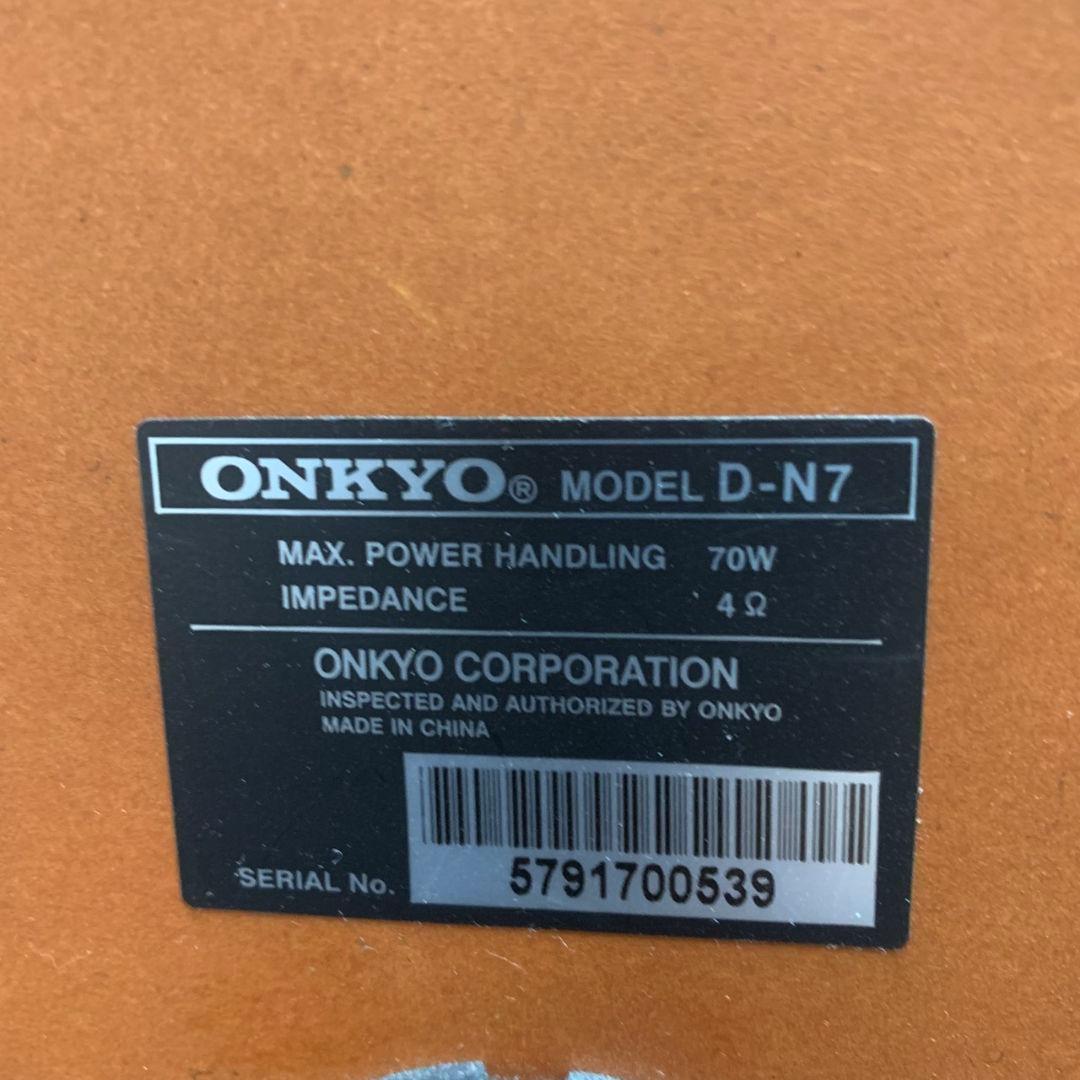 ONKYO® MODEL D-N7
MAX. POWER HANDLING 70W
IMPEDANCE 4 Ω
ONKYO CORPORATION
INSPECTED AND AUTHORIZED BY ONKYO
MADE IN CHINA
SERIAL No. 5791700539